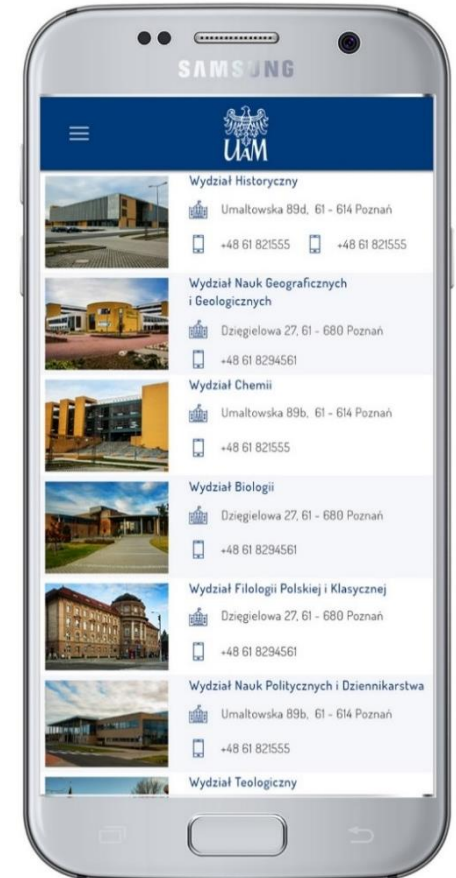 SAMSUNG
UAM
Wydział Historyczny
Umaltowska 89d, 61 - 614 Poznań
+48 61 821555 +48 61 821555
Wydział Nauk Geograficznych
i Geologicznych
Dzięgielowa 27, 61 - 680 Poznań
+48 61 8294561
Wydział Chemii
Umaltowska 89b, 61 - 614 Poznań
+48 61 821555
Wydział Biologii
Dzięgielowa 27, 61 - 680 Poznań
+48 61 8294561
Wydział Filologii Polskiej i Klasycznej
Dzięgielowa 27, 61 - 680 Poznań
+48 61 8294561
Wydział Nauk Politycznych i Dziennikarstwa
Umaltowska 89b, 61 - 614 Poznań
+48 61 821555
Wydział Teologiczny